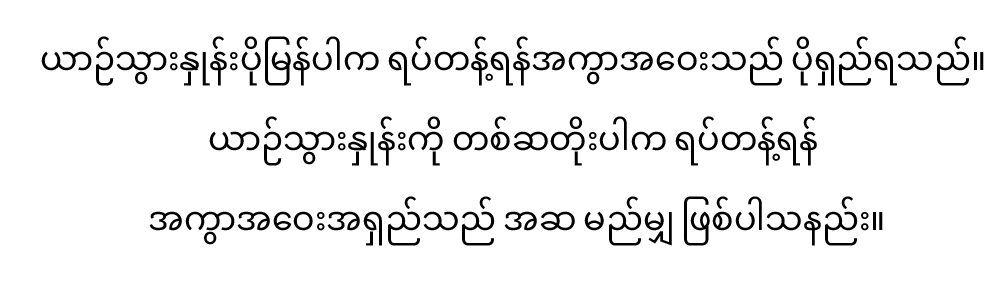 ယာဉ်သွားနှုန်းပိုမြန်ပါက ရပ်တန့်ရန်အကွာအဝေးသည် ပိုရှည်ရသည်။
ယာဉ်သွားနှုန်းကို တစ်ဆတိုးပါက ရပ်တန့်ရန်
အကွာအဝေးအရှည်သည် အဆ မည်မျှ ဖြစ်ပါသနည်း။